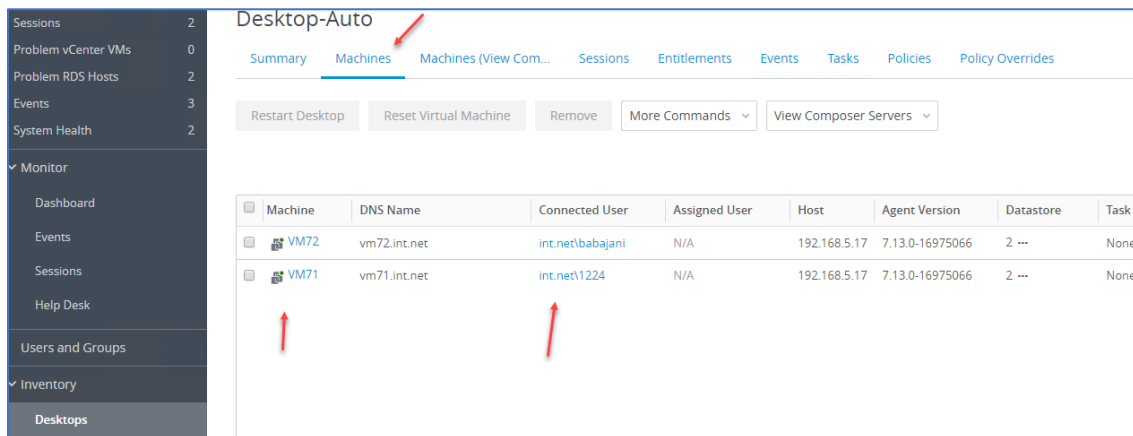 Sessions 2
Problem vCenter VMs 0
Problem RDS Hosts 2
Events 3
System Health 2
Monitor
Dashboard
Events
Sessions
Help Desk
Users and Groups
Inventory
Desktops
Desktop-Auto
Summary Machines Machines (View Com... Sessions Entitlements Events Tasks Policies Policy Overrides
Restart Desktop Reset Virtual Machine Remove More Commands View Composer Servers
Machine DNS Name Connected User Assigned User Host Agent Version Datastore Task
VM72 vm72.int.net int.net\babajani N/A 192.168.5.17 7.13.0-16975066 2 --- None
VM71 vm71.int.net int.net\1224 N/A 192.168.5.17 7.13.0-16975066 2 --- None